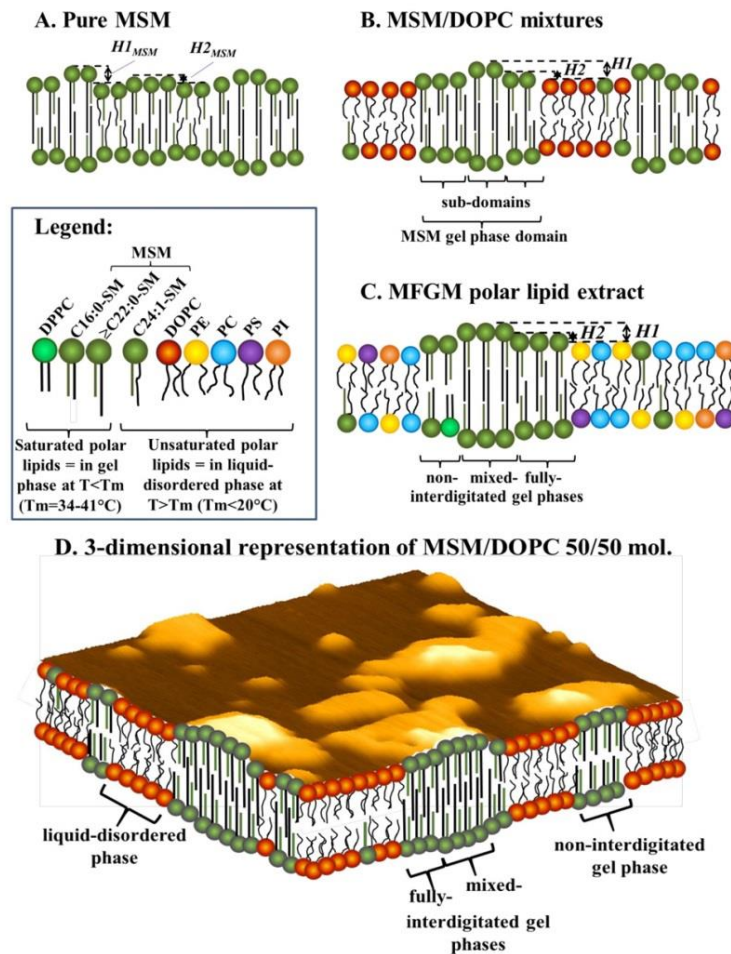 A. Pure MSM
H1MSM
H2MSM
B. MSM/DOPC mixtures
H1
H2
sub-domains
MSM gel phase domain
Legend:
MSM
DPPC
C16:0-SM
≥C22:0-SM
C24:1-SM
DOPC
PE
PC
PS
PI
Saturated polar
lipids = in gel
phase at T<Tm
(Tm=34-41°C)
Unsaturated polar
lipids = in liquid-
disordered phase at
T>Tm (Tm<20°C)
C. MFGM polar lipid extract
H2
H1
non- mixed- fully-
interdigitated gel phases
D. 3-dimensional representation of MSM/DOPC 50/50 mol.
liquid-disordered
phase
fully-
mixed-
interdigitated gel
phases
non-interdigitated
gel phase